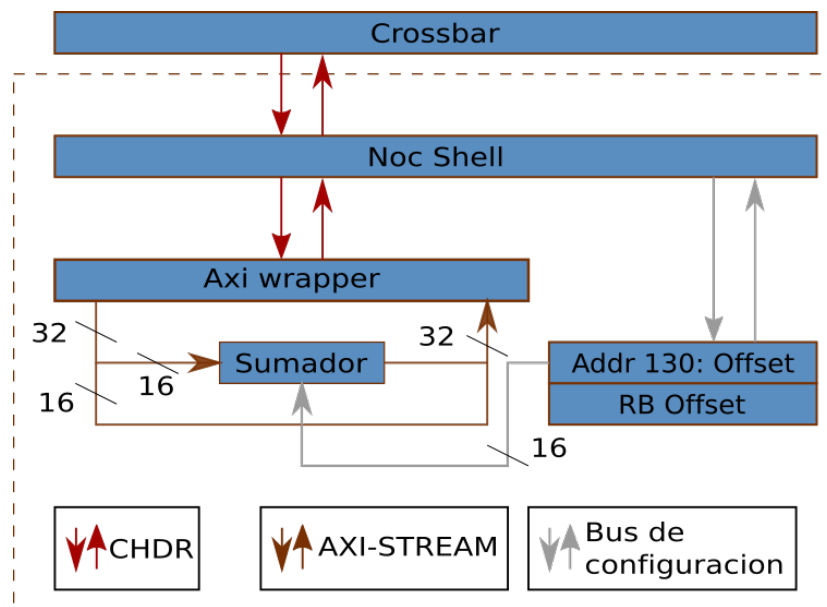 Crossbar
Noc Shell
Axi wrapper
32
32
Sumador
Addr 130: Offset
16
16
RB Offset
16
CHDR
AXI-STREAM
Bus de
configuracion